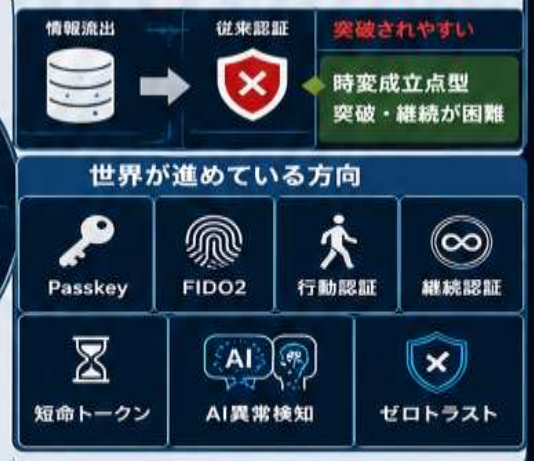 情報流出
従来認証
突破されやすい
時変成立点型
突破・継続が困難
世界が進めている方向
Passkey
FIDO2
行動認証
継続認証
短命トークン
AI
AI異常検知
ゼロトラスト